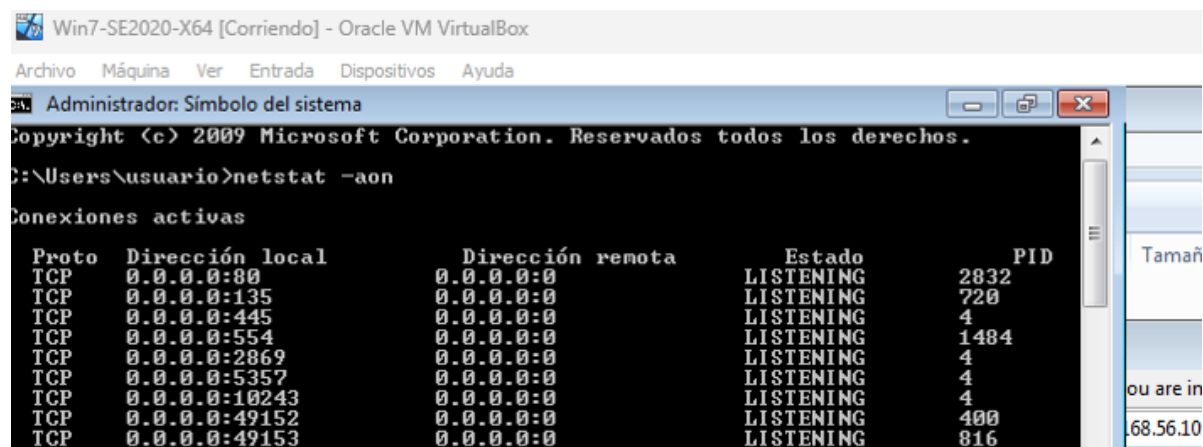 Win7-SE2020-X64 [Corriendo] - Oracle VM VirtualBox
Archivo Máquina Ver Entrada Dispositivos Ayuda
Administrador: Símbolo del sistema
Copyright (c) 2009 Microsoft Corporation. Reservados todos los derechos.
C:\Users\usuario>netstat -aon
Conexiones activas
Proto Dirección local Dirección remota Estado PID
TCP 0.0.0.0:80 0.0.0.0:0 LISTENING 2832
TCP 0.0.0.0:135 0.0.0.0:0 LISTENING 720
TCP 0.0.0.0:445 0.0.0.0:0 LISTENING 4
TCP 0.0.0.0:554 0.0.0.0:0 LISTENING 1484
TCP 0.0.0.0:2869 0.0.0.0:0 LISTENING 4
TCP 0.0.0.0:5357 0.0.0.0:0 LISTENING 4
TCP 0.0.0.0:10243 0.0.0.0:0 LISTENING 4
TCP 0.0.0.0:49152 0.0.0.0:0 LISTENING 400
TCP 0.0.0.0:49153 0.0.0.0:0 LISTENING 816
Tamañ
ou are in
68.56.10